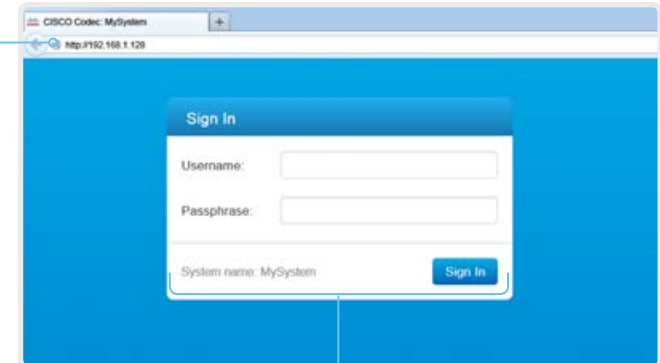 CISCO Codec: MySystem
+
http://192.168.1.128
Sign In
Username:
Passphrase:
System name: MySystem
Sign In